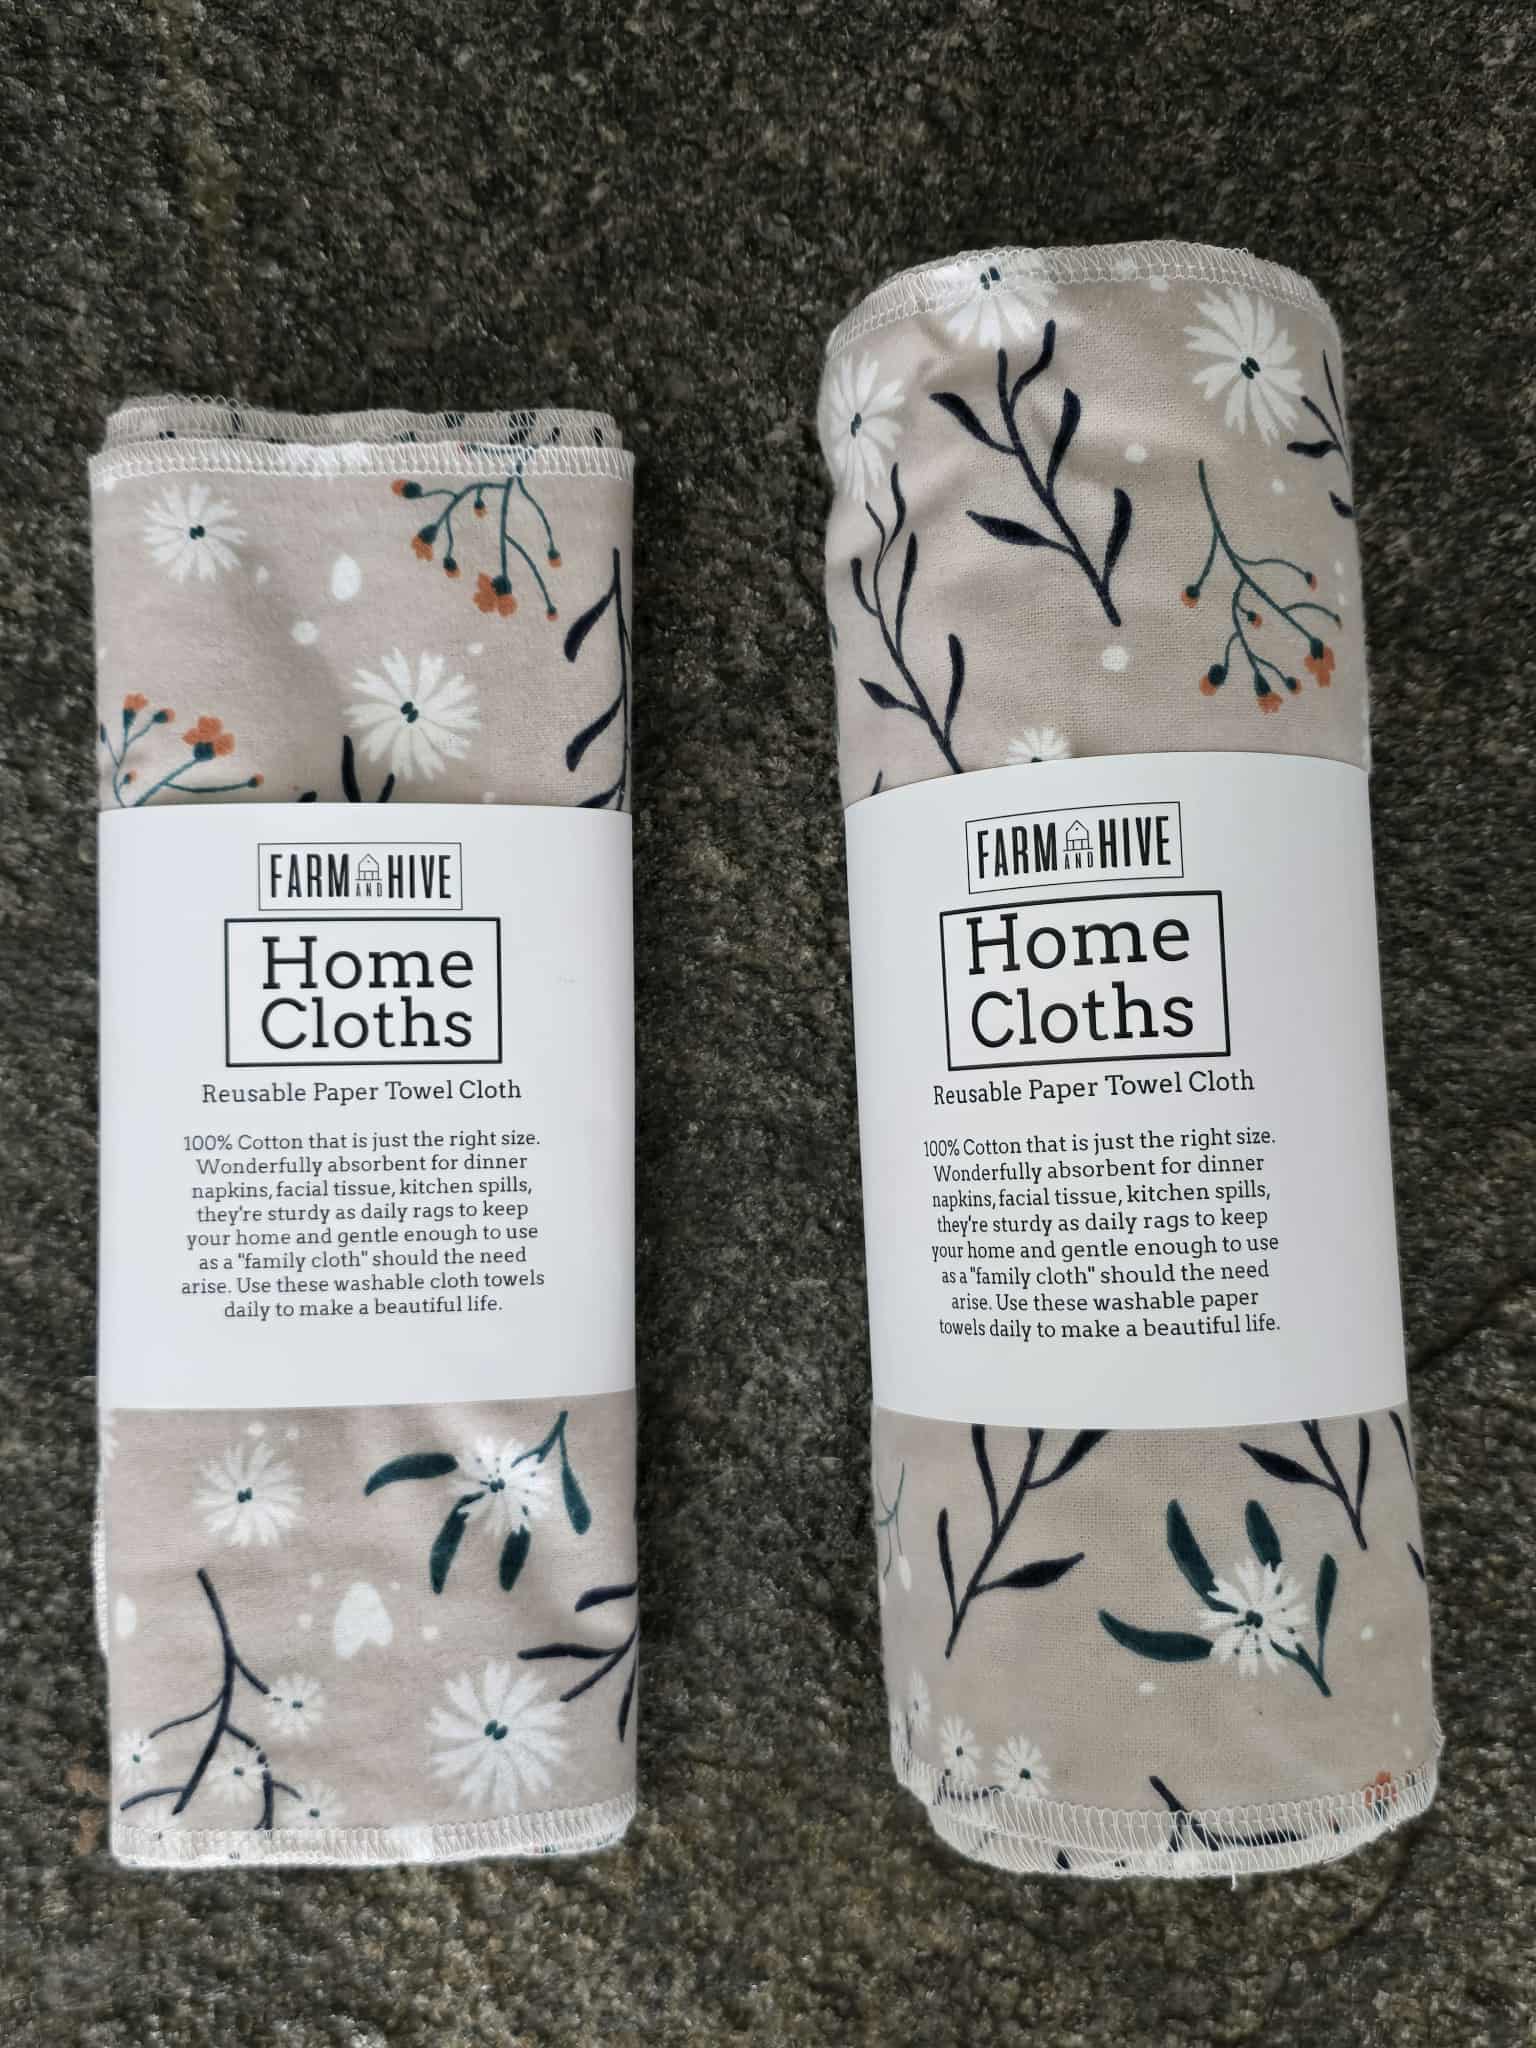 FARM AND HIVE
Home
Cloths
Reusable Paper Towel Cloth
100% Cotton that is just the right size.
Wonderfully absorbent for dinner
napkins, facial tissue, kitchen spills,
they're sturdy as daily rags to keep
your home and gentle enough to use
as a "family cloth" should the need
arise. Use these washable cloth towels
daily to make a beautiful life.
FARM AND HIVE
Home
Cloths
Reusable Paper Towel Cloth
100% Cotton that is just the right size.
Wonderfully absorbent for dinner
napkins, facial tissue, kitchen spills,
they're sturdy as daily rags to keep
your home and gentle enough to use
as a "family cloth" should the need
arise. Use these washable paper
towels daily to make a beautiful life.